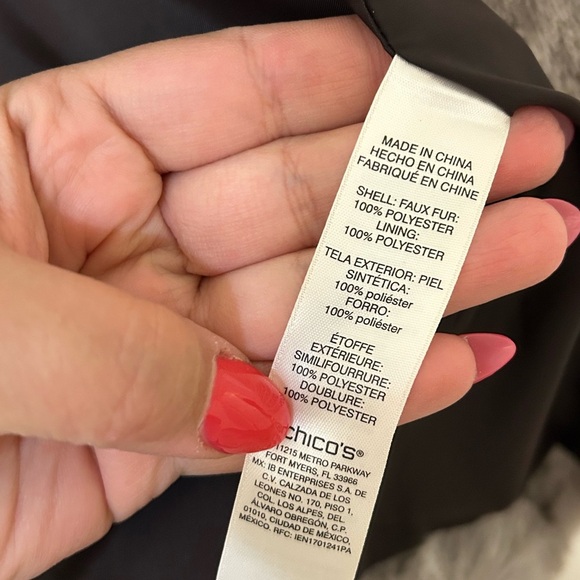 MADE IN CHINA
HECHO EN CHINA
FABRIQUÉ EN CHINE
SHELL: FAUX FUR:
100% POLYESTER
LINING:
100% POLYESTER
TELA EXTERIOR: PIEL
SINTÉTICA:
100% poliéster
FORRO:
100% poliéster
ÉTOFFE
EXTÉRIEURE:
SIMILIFOURRURE:
100% POLYESTER
DOUBLURE:
100% POLYESTER
chico's®
11215 METRO PARKWAY
FORT MYERS, FL 33966
MX: IB ENTERPRISES S.A. DE
C.V. CALZADA DE LOS
LEONES NO. 170, PISO 1,
COL. LOS ALPES, DEL.
ÁLVARO OBREGÓN, C.P.
01010, CIUDAD DE MÉXICO,
MÉXICO. RFC: IEN1701241PA